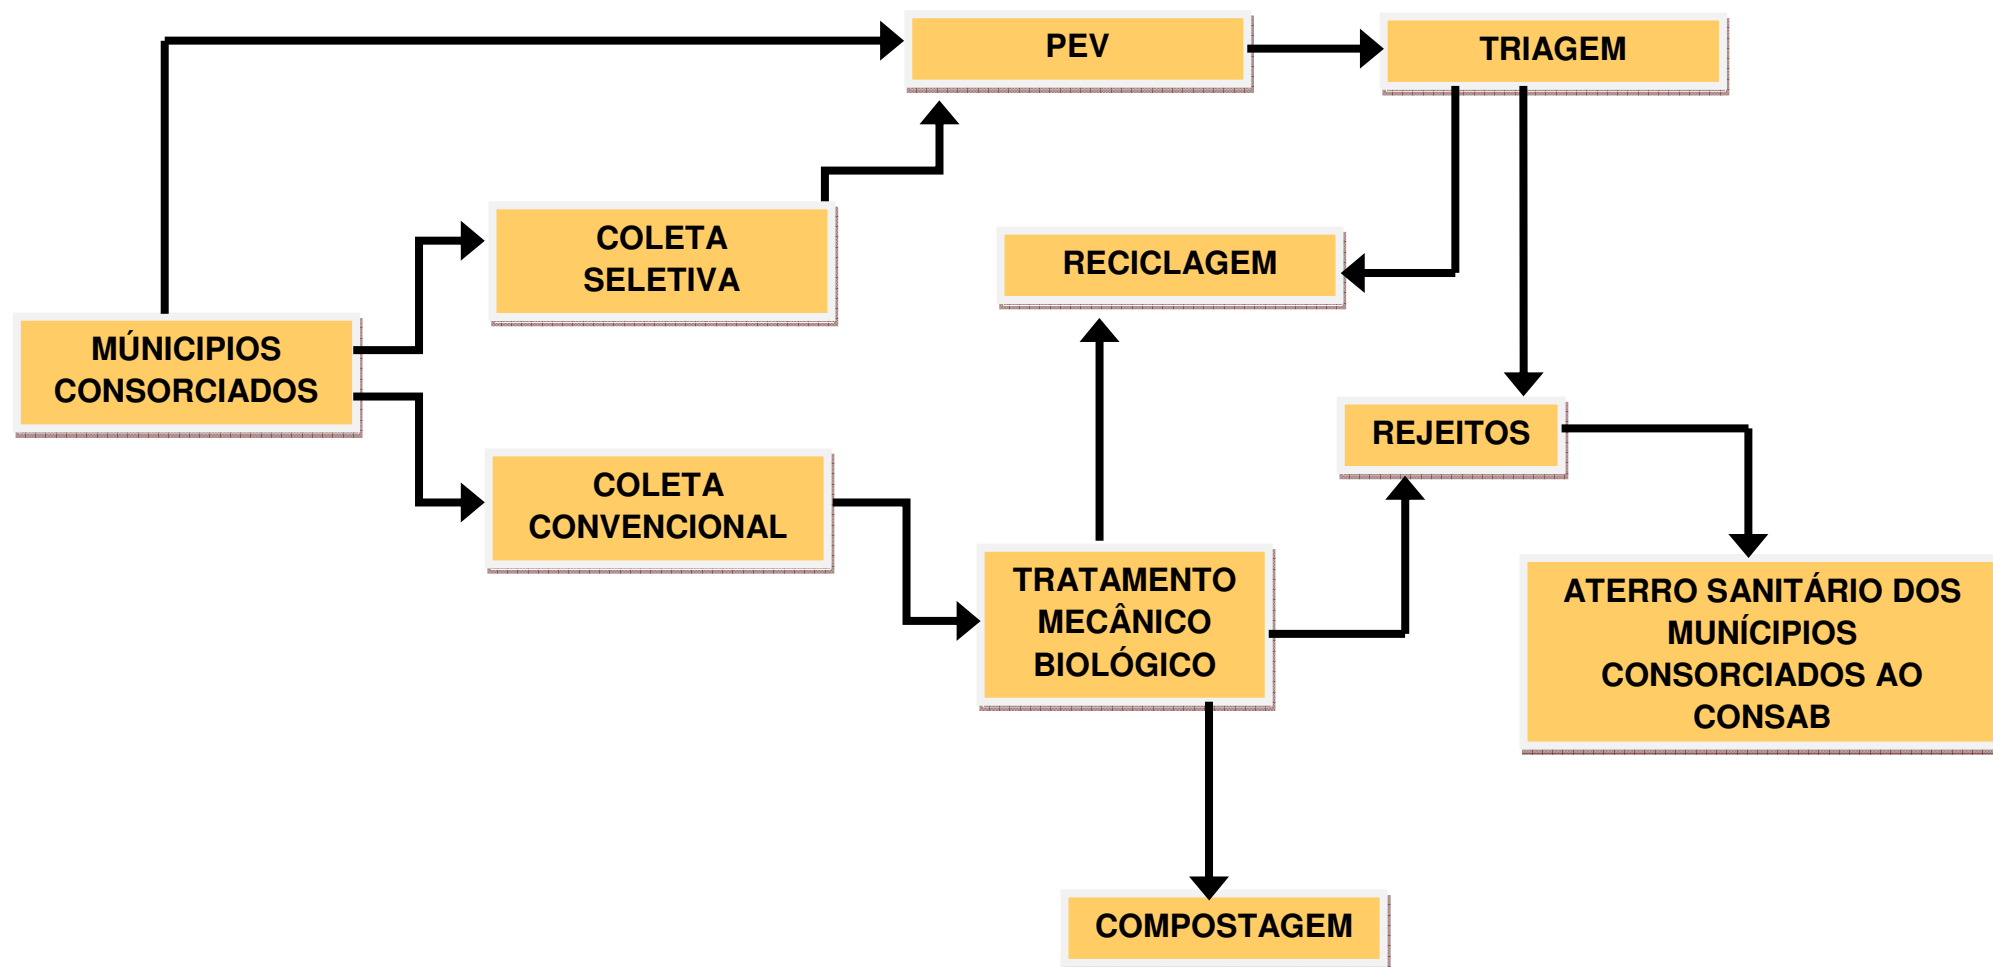 PEV
TRIAGEM
COLETA
SELETIVA
RECICLAGEM
MÚNICIPIOS
CONSORCIADOS
REJEITOS
COLETA
CONVENCIONAL
TRATAMENTO
MECÂNICO
BIOLÓGICO
ATERRO SANITÁRIO DOS
MUNÍCIPIOS
CONSORCIADOS AO
CONSAB
COMPOSTAGEM